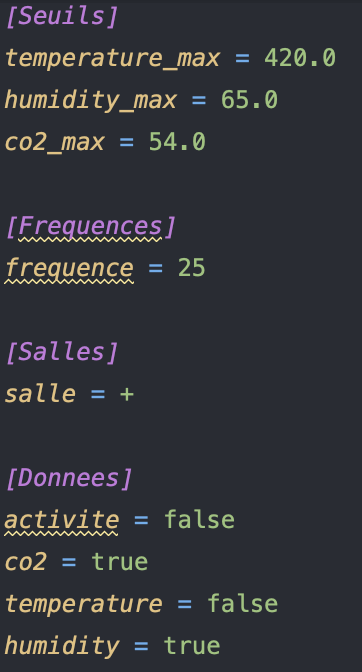 [Seuils]
temperature_max = 420.0
humidity_max = 65.0
co2_max = 54.0
[Frequences]
frequence = 25
[Salles]
salle = +
[Donnees]
activite = false
co2 = true
temperature = false
humidity = true